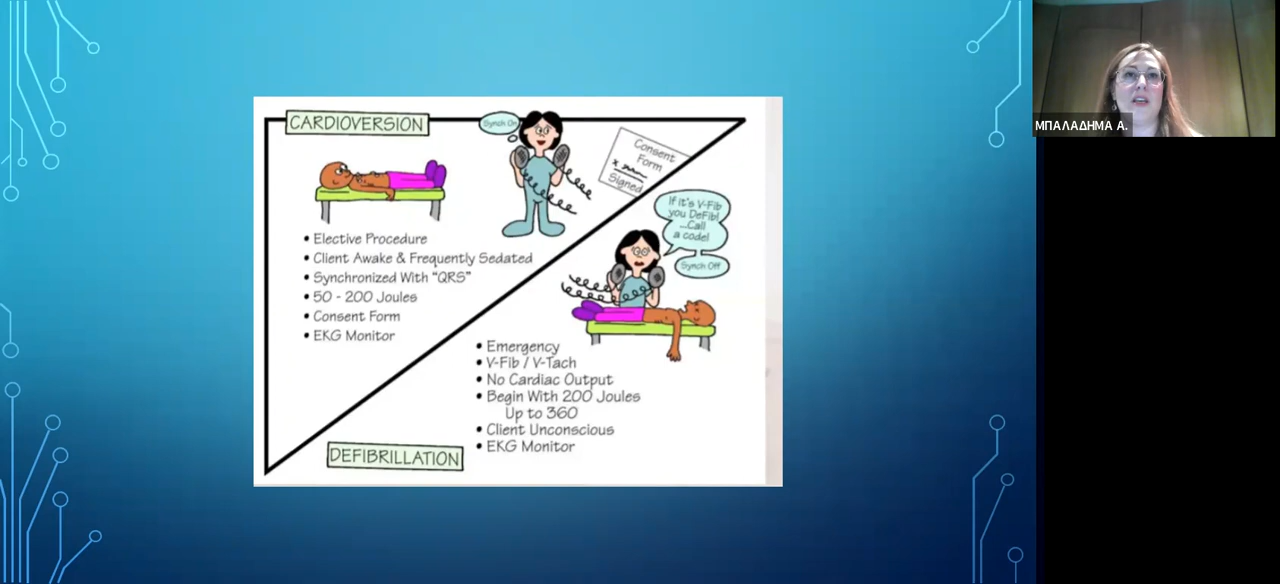 CARDIOVERSION
Synch On
Consent
Form
x
Signed
• Elective Procedure
• Client Awake & Frequently Sedated
• Synchronized With "QRS"
• 50 - 200 Joules
• Consent Form
• EKG Monitor
If it's V-Fib
you DeFib!
...Call
a code!
Synch Off
• Emergency
• V-Fib / V-Tach
• No Cardiac Output
• Begin With 200 Joules
Up to 360
• Client Unconscious
• EKG Monitor
DEFIBRILLATION
ΜΠΑΛΑΔΗΜΑ Α.